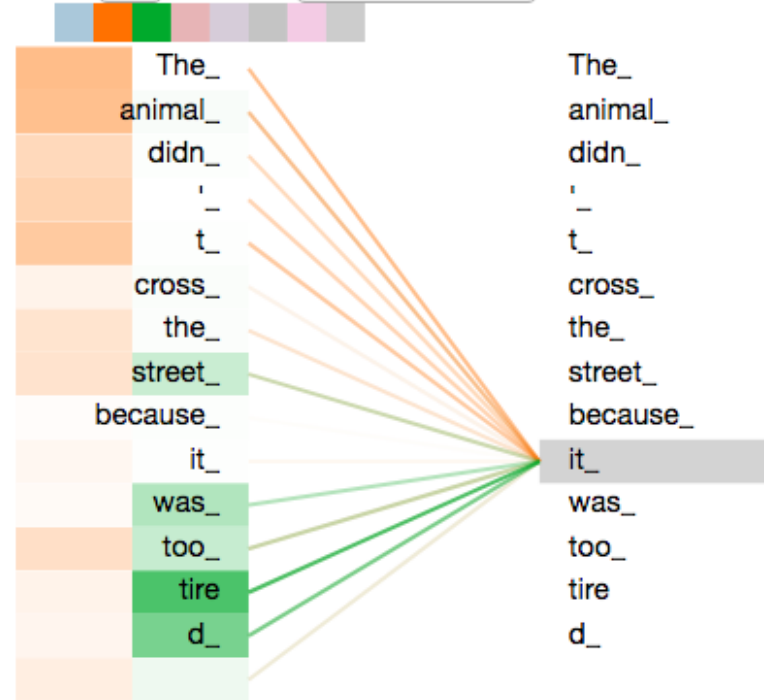 The_ The_
animal_ animal_
didn_ didn_
'_ '_
t_ t_
cross_ cross_
the_ the_
street_ street_
because_ because_
it_ it_
was_ was_
too_ too_
tire tire
d_ d_